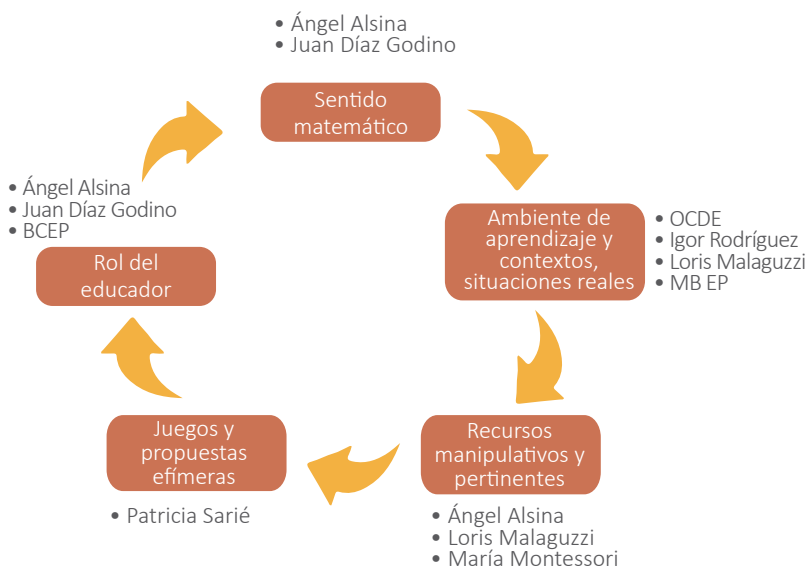 • Ángel Alsina
• Juan Díaz Godino
Sentido
matemático
Ambiente de
aprendizaje y
contextos,
situaciones reales
• OCDE
• Igor Rodríguez
• Loris Malaguzzi
• MB EP
Recursos
manipulativos y
pertinentes
• Ángel Alsina
• Loris Malaguzzi
• María Montessori
Juegos y
propuestas
efímeras
• Patricia Sarié
• Ángel Alsina
• Juan Díaz Godino
• BCEP
Rol del
educador